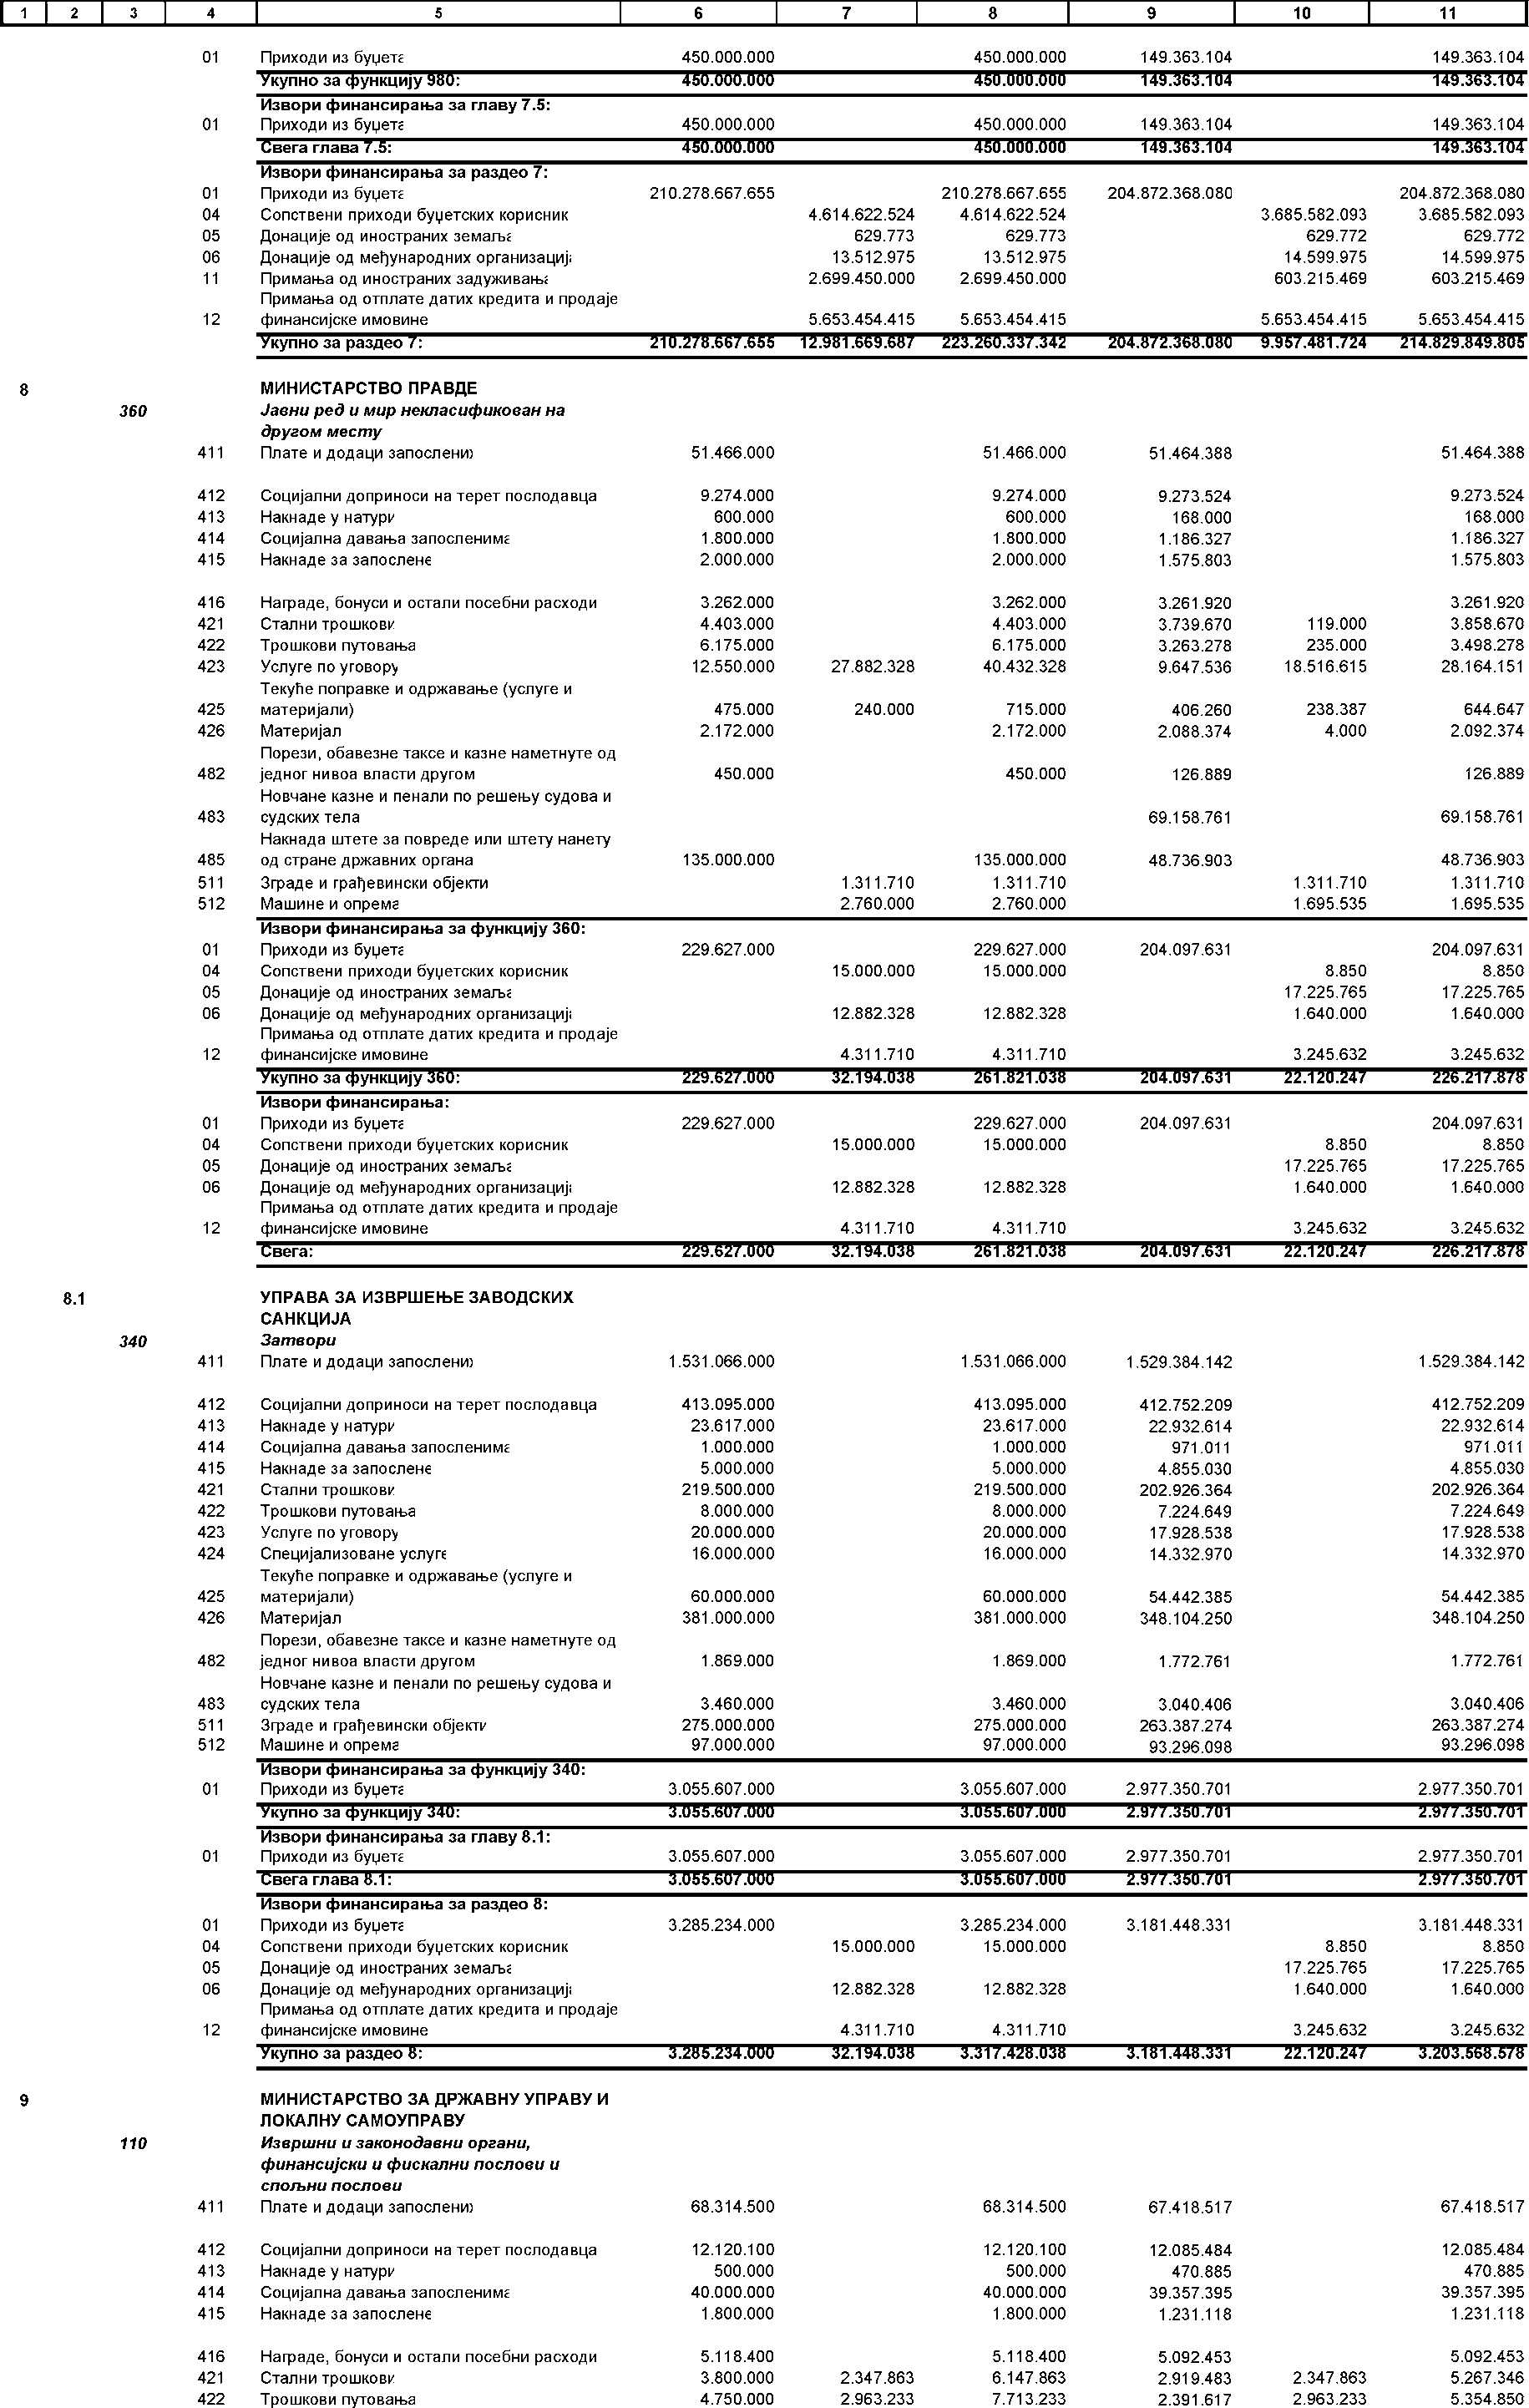 1 2 3 4 5 6 7 8 9 10 11
01 Приходи из буџета 450.000.000 450.000.000 149.363.104 149.363.104
Укупно за функцију 980: 450.000.000 450.000.000 149.363.104 149.363.104
Извори финансирања за главу 7.5:
01 Приходи из буџета 450.000.000 450.000.000 149.363.104 149.363.104
Свега глава 7.5: 450.000.000 450.000.000 149.363.104 149.363.104
Извори финансирања за раздео 7:
01 Приходи из буџета 210.278.667.655 210.278.667.655 204.872.368.080 204.872.368.080
04 Сопствени приходи буџетских корисник 4.614.622.524 4.614.622.524 3.685.582.093 3.685.582.093
05 Донације од иностраних земаља 629.773 629.773 629.772 629.772
06 Донације од међународних организациј 13.512.975 13.512.975 14.599.975 14.599.975
11 Примања од иностраних задуживања 2.699.450.000 2.699.450.000 603.215.469 603.215.469
Примања од отплате датих кредита и продаје
12 финансијске имовине 5.653.454.415 5.653.454.415 5.653.454.415 5.653.454.415
Укупно за раздео 7: 210.278.667.655 12.981.669.687 223.260.337.342 204.872.368.080 9.957.481.724 214.829.849.805
8 МИНИСТАРСТВО ПРАВДЕ
360 Јавни ред и мир некласификован на
другом месту
411 Плате и додаци запослених 51.466.000 51.466.000 51.464.388 51.464.388
412 Социјални доприноси на терет послодавца 9.274.000 9.274.000 9.273.524 9.273.524
413 Накнаде у натури 600.000 600.000 168.000 168.000
414 Социјална давања запосленима 1.800.000 1.800.000 1.186.327 1.186.327
415 Накнаде за запослене 2.000.000 2.000.000 1.575.803 1.575.803
416 Награде, бонуси и остали посебни расходи 3.262.000 3.262.000 3.261.920 3.261.920
421 Стални трошкови 4.403.000 4.403.000 3.739.670 119.000 3.858.670
422 Трошкови путовања 6.175.000 6.175.000 3.263.278 235.000 3.498.278
423 Услуге по уговору 12.550.000 27.882.328 40.432.328 9.647.536 18.516.615 28.164.151
Текуће поправке и одржавање (услуге и
425 материјали) 475.000 240.000 715.000 406.260 238.387 644.647
426 Материјал 2.172.000 2.172.000 2.088.374 4.000 2.092.374
Порези, обавезне таксе и казне наметнуте од
482 једног нивоа власти другом 450.000 450.000 126.889 126.889
Новчане казне и пенали по решењу судова и
483 судских тела 69.158.761 69.158.761
Накнада штете за повреде или штету нанету
485 од стране државних органа 135.000.000 135.000.000 48.736.903 48.736.903
511 Зграде и грађевински објекти 1.311.710 1.311.710 1.311.710 1.311.710
512 Машине и опрема 2.760.000 2.760.000 1.695.535 1.695.535
Извори финансирања за функцију 360:
01 Приходи из буџета 229.627.000 229.627.000 204.097.631 204.097.631
04 Сопствени приходи буџетских корисник 15.000.000 15.000.000 8.850 8.850
05 Донације од иностраних земаља 17.225.765 17.225.765
06 Донације од међународних организациј 12.882.328 12.882.328 1.640.000 1.640.000
Примања од отплате датих кредита и продаје
12 финансијске имовине 4.311.710 4.311.710 3.245.632 3.245.632
Укупно за функцију 360: 229.627.000 32.194.038 261.821.038 204.097.631 22.120.247 226.217.878
Извори финансирања:
01 Приходи из буџета 229.627.000 229.627.000 204.097.631 204.097.631
04 Сопствени приходи буџетских корисник 15.000.000 15.000.000 8.850 8.850
05 Донације од иностраних земаља 17.225.765 17.225.765
06 Донације од међународних организациј 12.882.328 12.882.328 1.640.000 1.640.000
Примања од отплате датих кредита и продаје
12 финансијске имовине 4.311.710 4.311.710 3.245.632 3.245.632
Свега: 229.627.000 32.194.038 261.821.038 204.097.631 22.120.247 226.217.878
8.1 УПРАВА ЗА ИЗВРШЕЊЕ ЗАВОДСКИХ
САНКЦИЈА
340 Затвори
411 Плате и додаци запослених 1.531.066.000 1.531.066.000 1.529.384.142 1.529.384.142
412 Социјални доприноси на терет послодавца 413.095.000 413.095.000 412.752.209 412.752.209
413 Накнаде у натури 23.617.000 23.617.000 22.932.614 22.932.614
414 Социјална давања запосленима 1.000.000 1.000.000 971.011 971.011
415 Накнаде за запослене 5.000.000 5.000.000 4.855.030 4.855.030
421 Стални трошкови 219.500.000 219.500.000 202.926.364 202.926.364
422 Трошкови путовања 8.000.000 8.000.000 7.224.649 7.224.649
423 Услуге по уговору 20.000.000 20.000.000 17.928.538 17.928.538
424 Специјализоване услуге 16.000.000 16.000.000 14.332.970 14.332.970
Текуће поправке и одржавање (услуге и
425 материјали) 60.000.000 60.000.000 54.442.385 54.442.385
426 Материјал 381.000.000 381.000.000 348.104.250 348.104.250
Порези, обавезне таксе и казне наметнуте од
482 једног нивоа власти другом 1.869.000 1.869.000 1.772.761 1.772.761
Новчане казне и пенали по решењу судова и
483 судских тела 3.460.000 3.460.000 3.040.406 3.040.406
511 Зграде и грађевински објекти 275.000.000 275.000.000 263.387.274 263.387.274
512 Машине и опрема 97.000.000 97.000.000 93.296.098 93.296.098
Извори финансирања за функцију 340:
01 Приходи из буџета 3.055.607.000 3.055.607.000 2.977.350.701 2.977.350.701
Укупно за функцију 340: 3.055.607.000 3.055.607.000 2.977.350.701 2.977.350.701
Извори финансирања за главу 8.1:
01 Приходи из буџета 3.055.607.000 3.055.607.000 2.977.350.701 2.977.350.701
Свега глава 8.1: 3.055.607.000 3.055.607.000 2.977.350.701 2.977.350.701
Извори финансирања за раздео 8:
01 Приходи из буџета 3.285.234.000 3.285.234.000 3.181.448.331 3.181.448.331
04 Сопствени приходи буџетских корисник 15.000.000 15.000.000 8.850 8.850
05 Донације од иностраних земаља 17.225.765 17.225.765
06 Донације од међународних организациј 12.882.328 12.882.328 1.640.000 1.640.000
Примања од отплате датих кредита и продаје
12 финансијске имовине 4.311.710 4.311.710 3.245.632 3.245.632
Укупно за раздео 8: 3.285.234.000 32.194.038 3.317.428.038 3.181.448.331 22.120.247 3.203.568.578
9 МИНИСТАРСТВО ЗА ДРЖАВНУ УПРАВУ И
ЛОКАЛНУ САМОУПРАВУ
110 Извршни и законодавни органи,
финансијски и фискални послови и
спољни послови
411 Плате и додаци запослених 68.314.500 68.314.500 67.418.517 67.418.517
412 Социјални доприноси на терет послодавца 12.120.100 12.120.100 12.085.484 12.085.484
413 Накнаде у натури 500.000 500.000 470.885 470.885
414 Социјална давања запосленима 40.000.000 40.000.000 39.357.395 39.357.395
415 Накнаде за запослене 1.800.000 1.800.000 1.231.118 1.231.118
416 Награде, бонуси и остали посебни расходи 5.118.400 5.118.400 5.092.453 5.092.453
421 Стални трошкови 3.800.000 2.347.863 6.147.863 2.919.483 2.347.863 5.267.346
422 Трошкови путовања 4.750.000 2.963.233 7.713.233 2.391.617 2.963.233 5.354.850